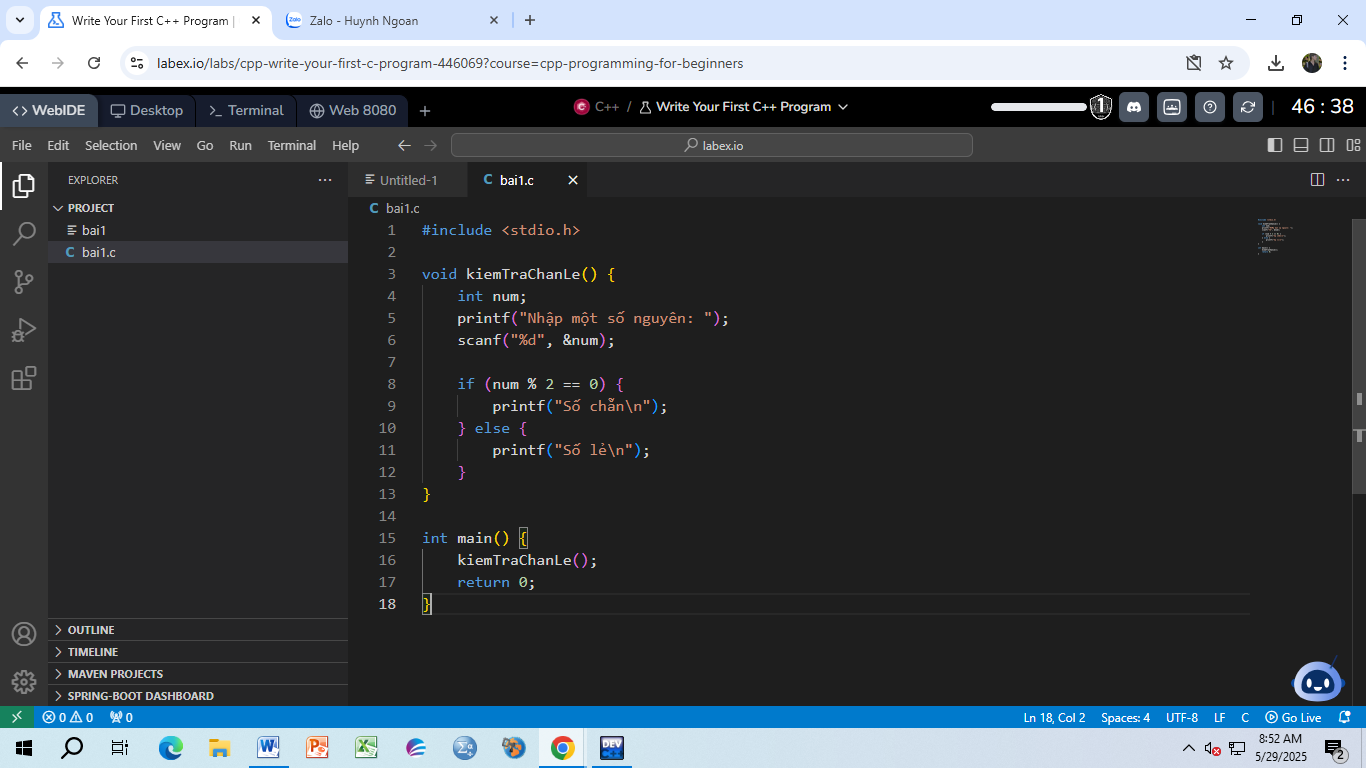 Write Your First C++ Program |
Zalo - Huynh Ngoan
labex.io/labs/cpp-write-your-first-c-program-446069?course=cpp-programming-for-beginners
WebIDE Desktop Terminal Web 8080
C++ / Write Your First C++ Program
1
46 : 38
File Edit Selection View Go Run Terminal Help
labex.io
EXPLORER
PROJECT
bai1
C bai1.c
OUTLINE
TIMELINE
MAVEN PROJECTS
SPRING-BOOT DASHBOARD
Untitled-1
C bai1.c
C bai1.c
1 #include <stdio.h>
2
3 void kiemTraChanLe() {
4 int num;
5 printf("Nhập một số nguyên: ");
6 scanf("%d", &num);
7
8 if (num % 2 == 0) {
9 printf("Số chẵn\n");
10 } else {
11 printf("Số lẻ\n");
12 }
13 }
14
15 int main() {
16 kiemTraChanLe();
17 return 0;
18 }
0 0 0
Ln 18, Col 2 Spaces: 4 UTF-8 LF C Go Live
DEV
8:52 AM
5/29/2025
2